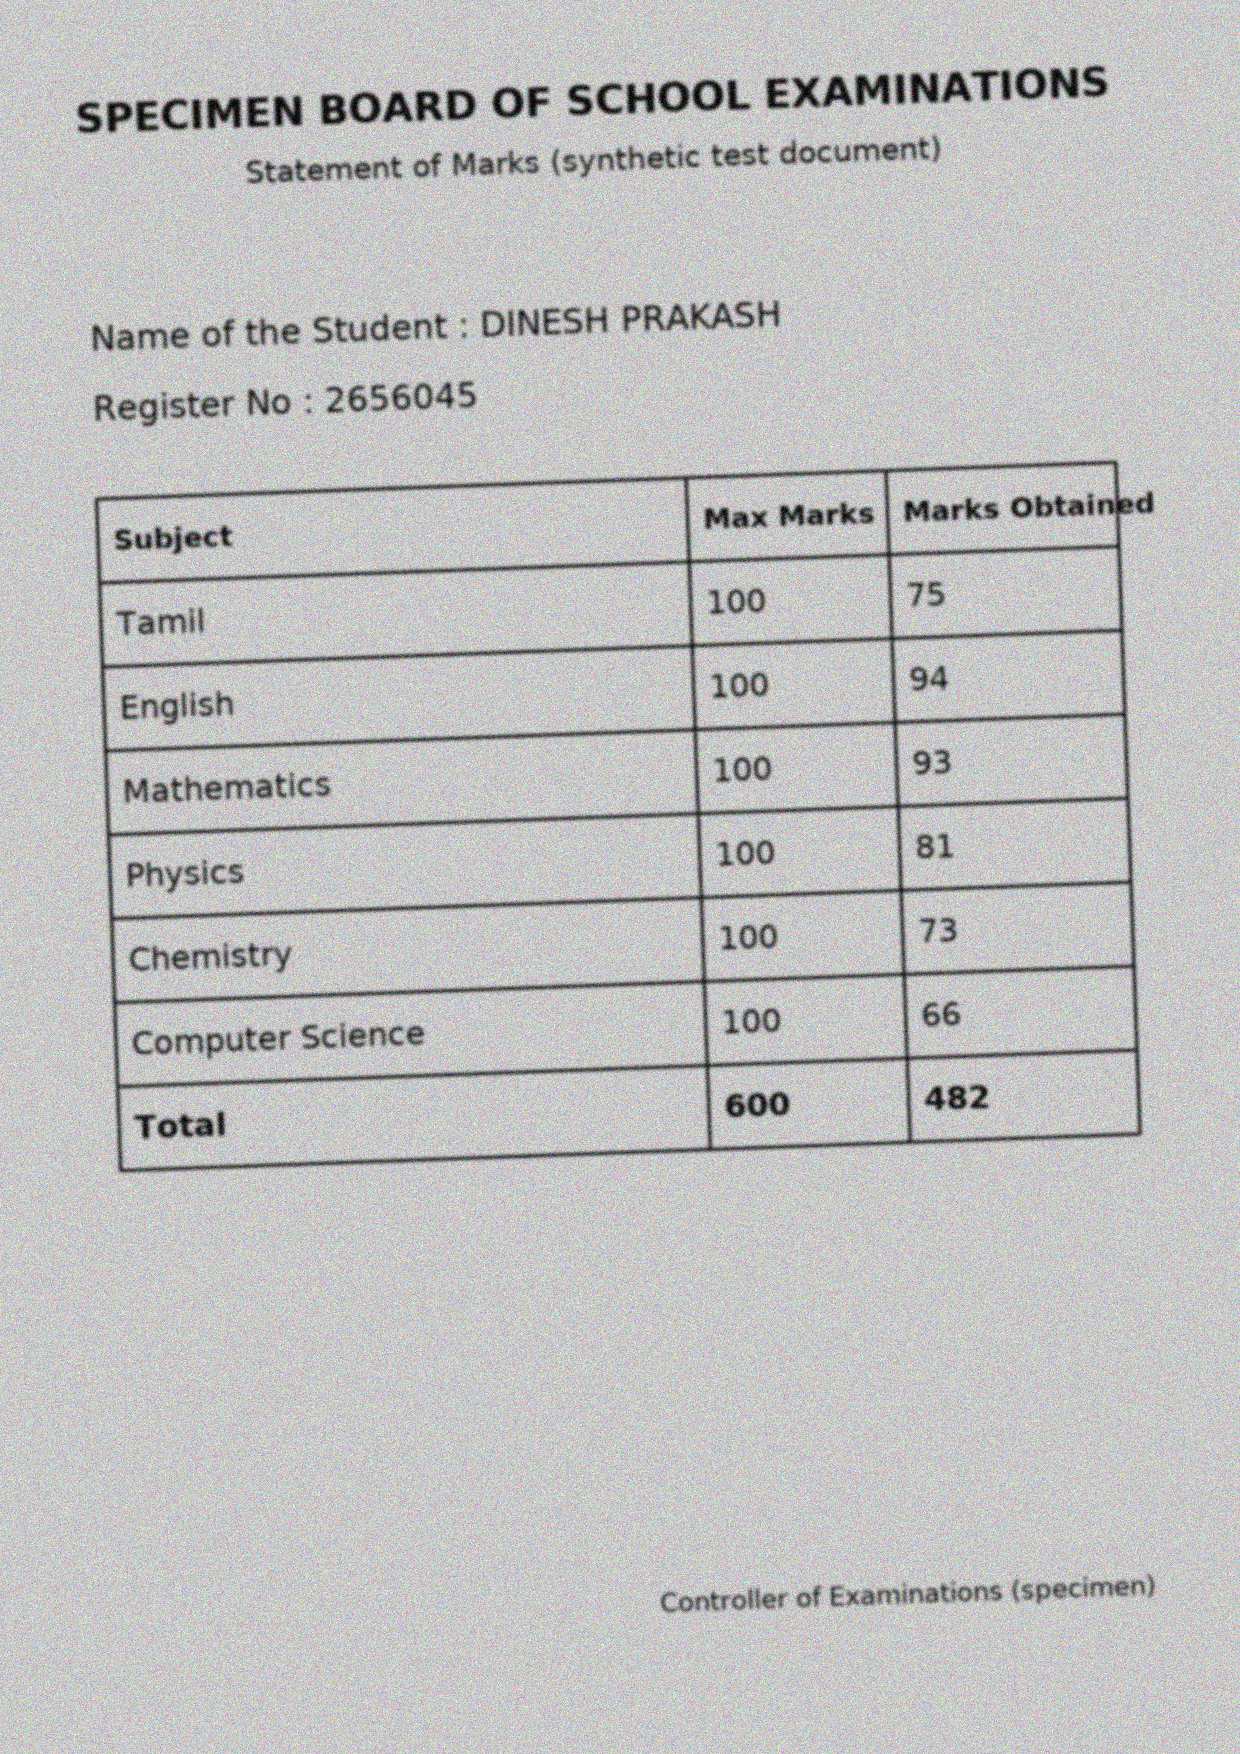 SPECIMEN BOARD OF SCHOOL EXAMINATIONS
Statement of Marks (synthetic test document)
Name of the Student : DINESH PRAKASH
Register No : 2656045
Subject Max Marks Marks Obtained
Tamil 100 75
English 100 94
Mathematics 100 93
Physics 100 81
Chemistry 100 73
Computer Science 100 66
Total 600 482
Controller of Examinations (specimen)